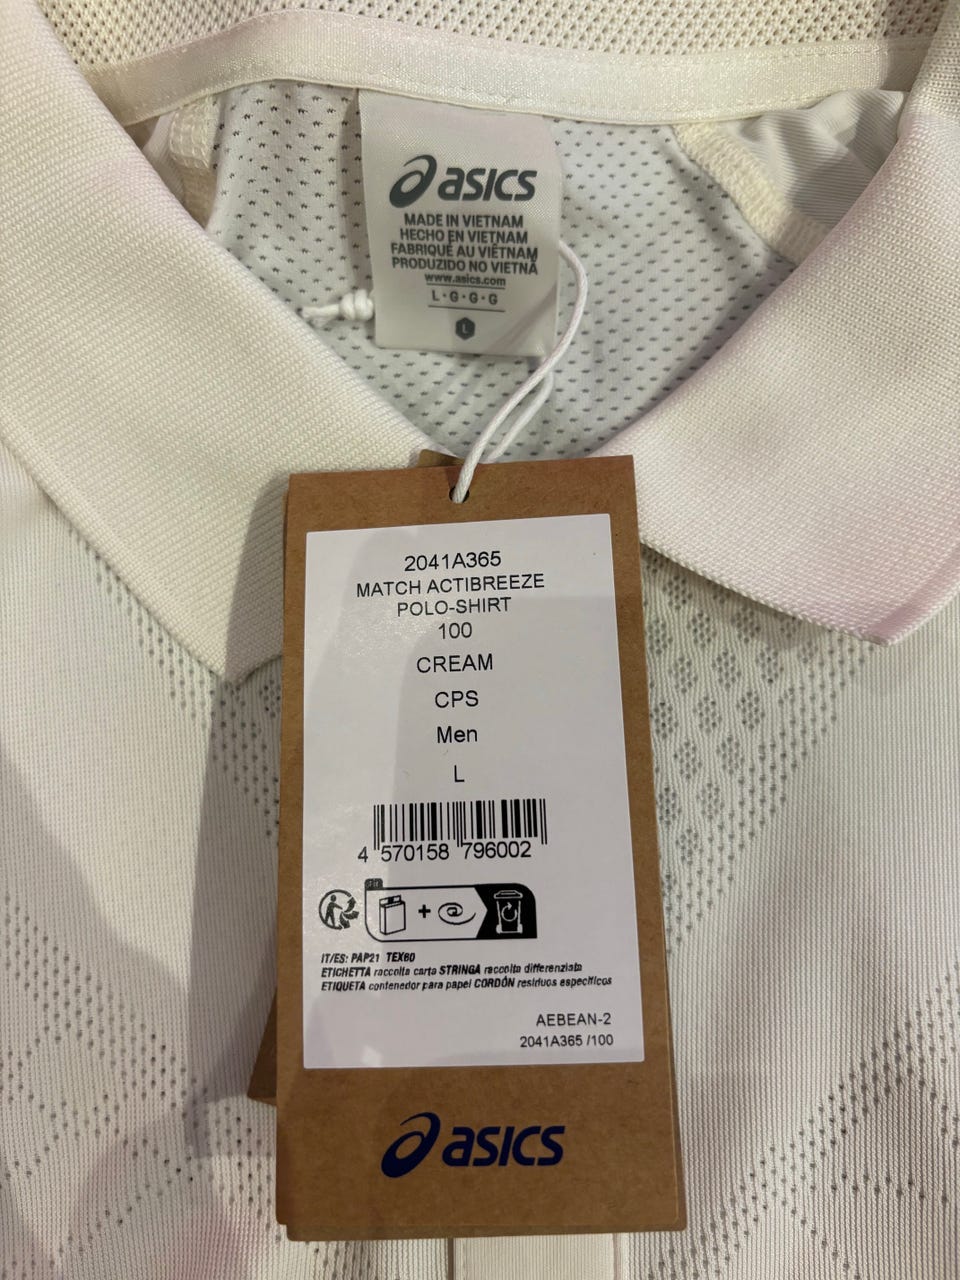 asics
MADE IN VIETNAM
HECHO EN VIETNAM
FABRIQUÉ AU VIÊTNAM
PRODUZIDO NO VIETNÃ
www.asics.com
L·G·G·G
L
2041A365
MATCH ACTIBREEZE
POLO-SHIRT
100
CREAM
CPS
Men
L
4 570158 796002
FR
+
IT/ES: PAP21 TEX60
ETICHETTA raccolta carta STRINGA raccolta differenziata
ETIQUETA contenedor para papel CORDÓN residuos específicos
AEBEAN-2
2041A365 /100
asics